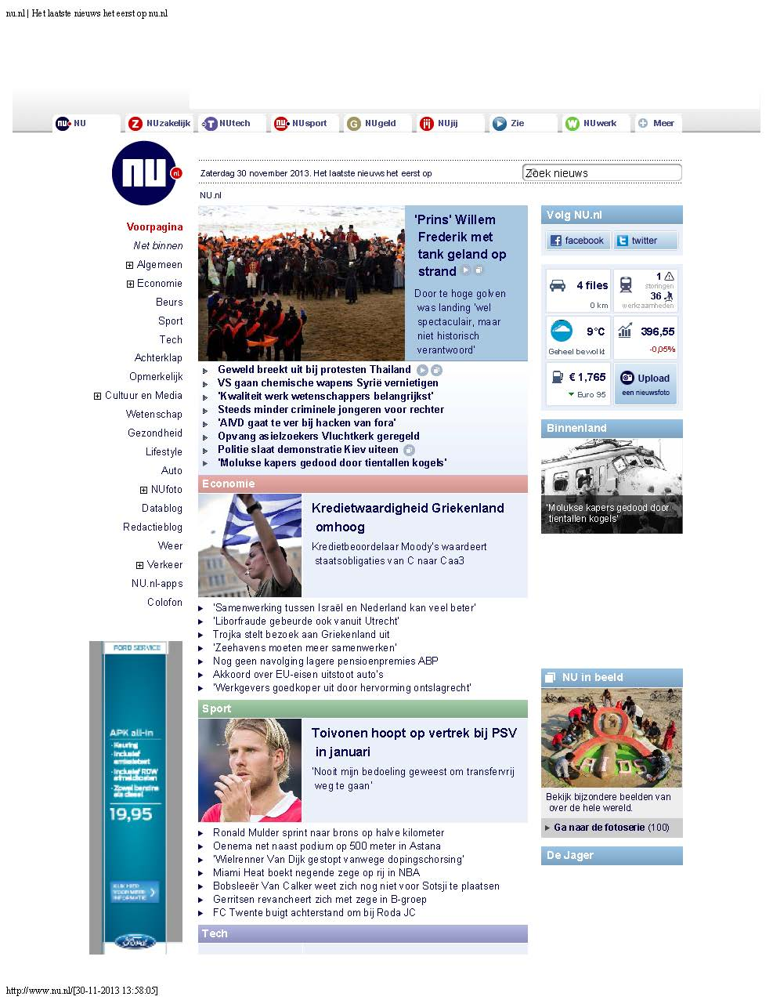 nu.nl | Het laatste nieuws het eerst op nu.nl
NU
NUzakelijk
NUtech
NUsport
NUgeld
NUjij
Zie
NUwerk
Meer
nu nl
Zaterdag 30 november 2013. Het laatste nieuws het eerst op
NU.nl
Zoek nieuws
Voorpagina
Net binnen
Algemeen
Economie
Beurs
Sport
Tech
Achterklap
Opmerkelijk
Cultuur en Media
Wetenschap
Gezondheid
Lifestyle
Auto
NUfoto
Datablog
Redactieblog
Weer
Verkeer
NU.nl-apps
Colofon
FORD SERVICE
APK all-in
- Keuring
- Inclusief
- Inclusief RDW
- Zowel benzine
als diesel
19,95
KLIK HIER
VOOR MEER
INFORMATIE
Ford
'Prins' Willem
Frederik met
tank geland op
strand
Door te hoge golven
was landing 'wel
spectaculair, maar
niet historisch
verantwoord'
Geweld breekt uit bij protesten Thailand
VS gaan chemische wapens Syrië vernietigen
'Kwaliteit werk wetenschappers belangrijkst'
Steeds minder criminele jongeren voor rechter
'AIVD gaat te ver bij hacken van fora'
Opvang asielzoekers Vluchtkerk geregeld
Politie slaat demonstratie Kiev uiteen
'Molukse kapers gedood door tientallen kogels'
Economie
Kredietwaardigheid Griekenland
omhoog
Kredietbeoordelaar Moody's waardeert
staatsobligaties van C naar Caa3
'Samenwerking tussen Israël en Nederland kan veel beter'
'Liborfraude gebeurde ook vanuit Utrecht'
Trojka stelt bezoek aan Griekenland uit
'Zeehavens moeten meer samenwerken'
Nog geen navolging lagere pensioenpremies ABP
Akkoord over EU-eisen uitstoot auto's
'Werkgevers goedkoper uit door hervorming ontslagrecht'
Sport
Toivonen hoopt op vertrek bij PSV
in januari
'Nooit mijn bedoeling geweest om transfervrij
weg te gaan'
Ronald Mulder sprint naar brons op halve kilometer
Oenema net naast podium op 500 meter in Astana
'Wielrenner Van Dijk gestopt vanwege dopingschorsing'
Miami Heat boekt negende zege op rij in NBA
Bobsleeër Van Calker weet zich nog niet voor Sotsji te plaatsen
Gerritsen revancheert zich met zege in B-groep
FC Twente buigt achterstand om bij Roda JC
Tech
Volg NU.nl
facebook
twitter
4 files
0 km
1
storingen
36
werkzaamheden
9°C
Geheel bewolkt
396,55
-0,05%
€ 1,765
Euro 95
Upload
een nieuwsfoto
Binnenland
'Molukse kapers gedood door
tientallen kogels'
NU in beeld
AIDS
Bekijk bijzondere beelden van
over de hele wereld.
Ga naar de fotoserie (100)
De Jager
http://www.nu.nl/[30-11-2013 13:58:05]